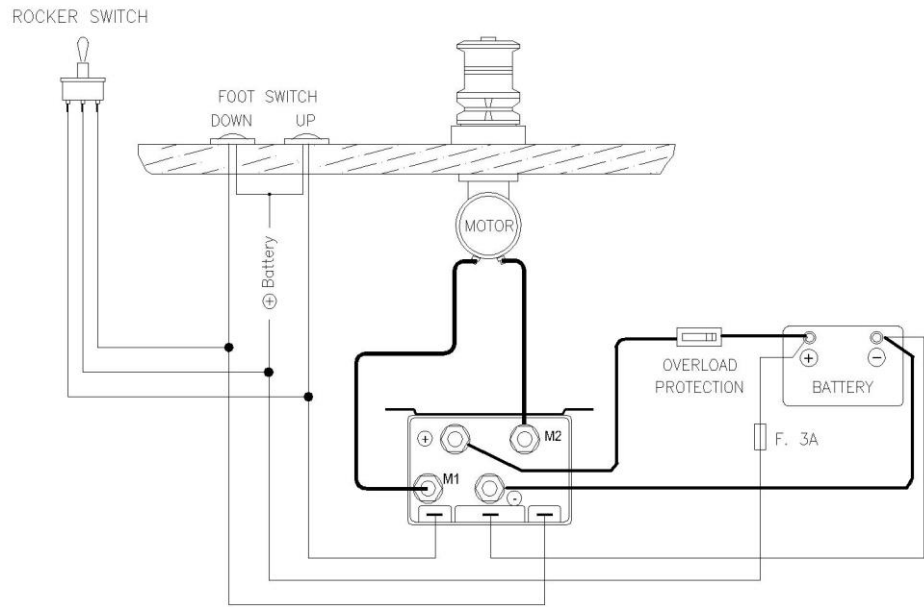 ROCKER SWITCH
FOOT SWITCH
DOWN UP
MOTOR
⊕ Battery
OVERLOAD
PROTECTION
+ −
BATTERY
F. 3A
+ M2
M1
-